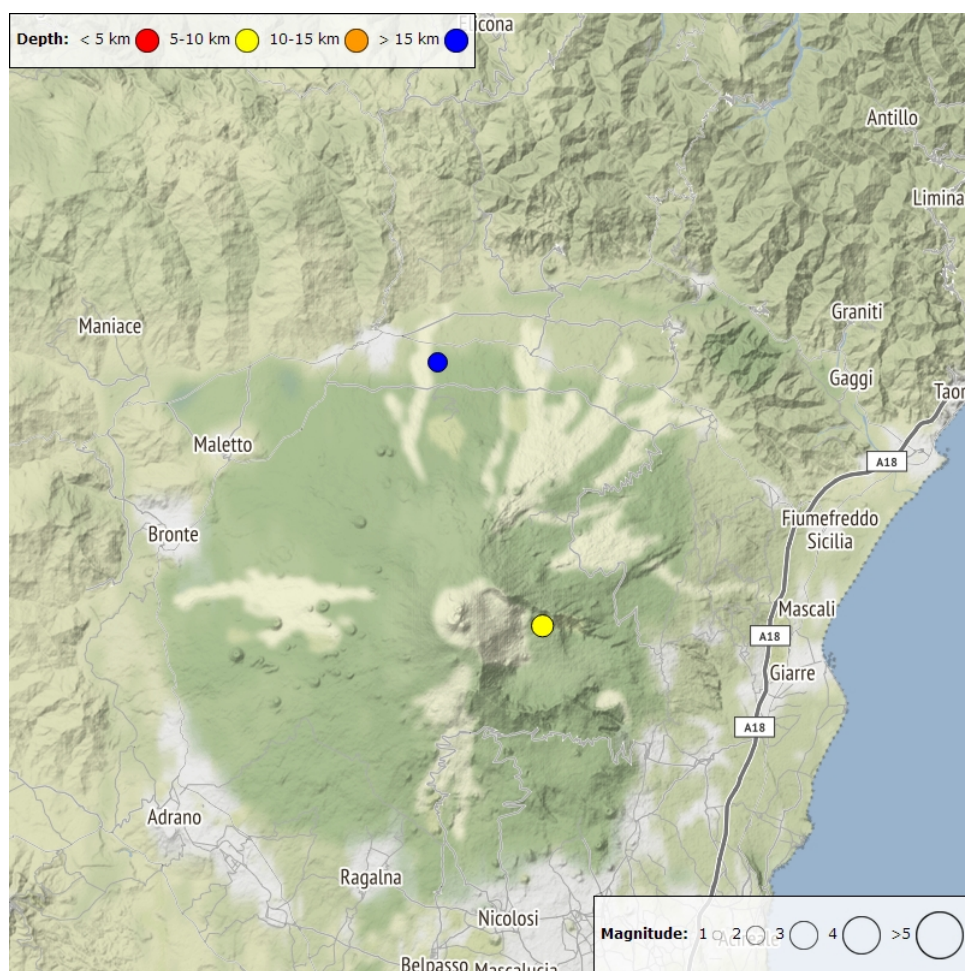 Depth: < 5 km 5-10 km 10-15 km > 15 km
Antillo
Limina
Maniace
Graniti
Gaggi
Maletto
A18
Fiumefreddo
Sicilia
Bronte
Mascali
A18
Giarre
A18
Adrano
Ragalna
Nicolosi
Magnitude: 1 2 3 4 >5
Belpasso
Mascalucia